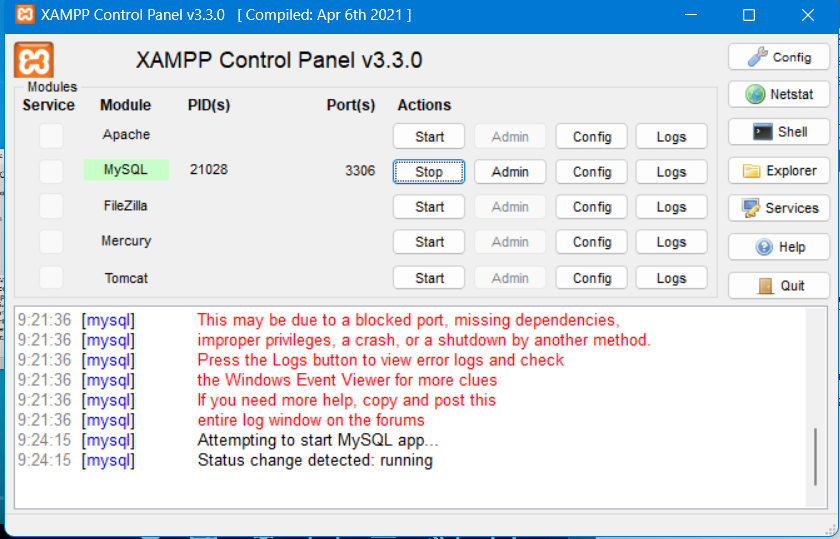 XAMPP Control Panel v3.3.0 [ Compiled: Apr 6th 2021 ]
XAMPP Control Panel v3.3.0
Config
Modules
Service Module PID(s) Port(s) Actions
Netstat
Apache Start Admin Config Logs
Shell
MySQL 21028 3306 Stop Admin Config Logs
Explorer
FileZilla Start Admin Config Logs
Services
Mercury Start Admin Config Logs
Help
Tomcat Start Admin Config Logs
Quit
9:21:36 [mysql] This may be due to a blocked port, missing dependencies,
9:21:36 [mysql] improper privileges, a crash, or a shutdown by another method.
9:21:36 [mysql] Press the Logs button to view error logs and check
9:21:36 [mysql] the Windows Event Viewer for more clues
9:21:36 [mysql] If you need more help, copy and post this
9:21:36 [mysql] entire log window on the forums
9:24:15 [mysql] Attempting to start MySQL app...
9:24:15 [mysql] Status change detected: running